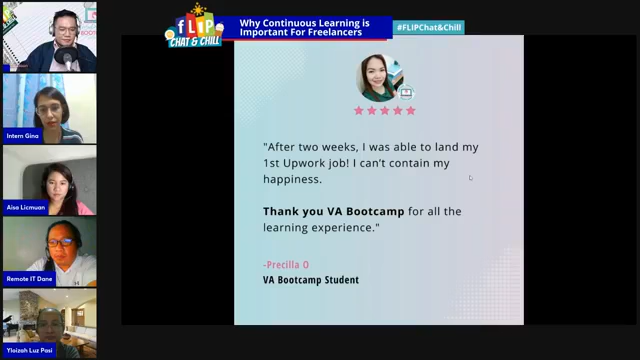 FLIP
CHAT & CHILL
Why Continuous Learning is
Important For Freelancers
#FLIPChat&Chill
Intern Gina
Aisa Licmuan
Remote IT Dane
Yloizah Luz Pasi
"After two weeks, I was able to land my
1st Upwork job! I can't contain my
happiness.
Thank you VA Bootcamp for all the
learning experience."
-Precilla O
VA Bootcamp Student